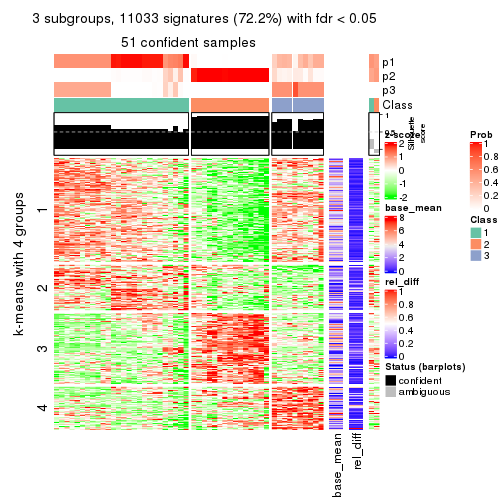 3 subgroups, 11033 signatures (72.2%) with fdr < 0.05
51 confident samples
p1
p2
p3
Class
1
0.5
0
Silhouette
score
k-means with 4 groups
1
2
3
4
base_mean
rel_diff
z-score
2
1
0
-1
-2
base_mean
8
6
4
2
0
rel_diff
1
0.8
0.6
0.4
0.2
0
Status (barplots)
confident
ambiguous
Prob
1
0.8
0.6
0.4
0.2
0
Class
1
2
3